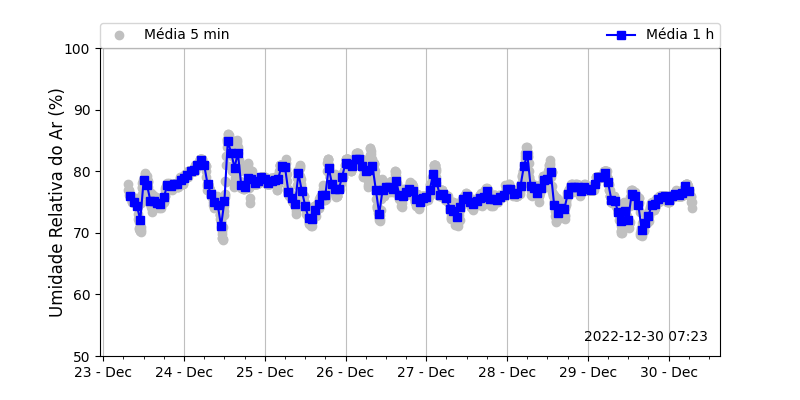 Média 5 min
Média 1 h
Umidade Relativa do Ar (%)
100
90
80
70
60
50
2022-12-30 07:23
23 - Dec
24 - Dec
25 - Dec
26 - Dec
27 - Dec
28 - Dec
29 - Dec
30 - Dec